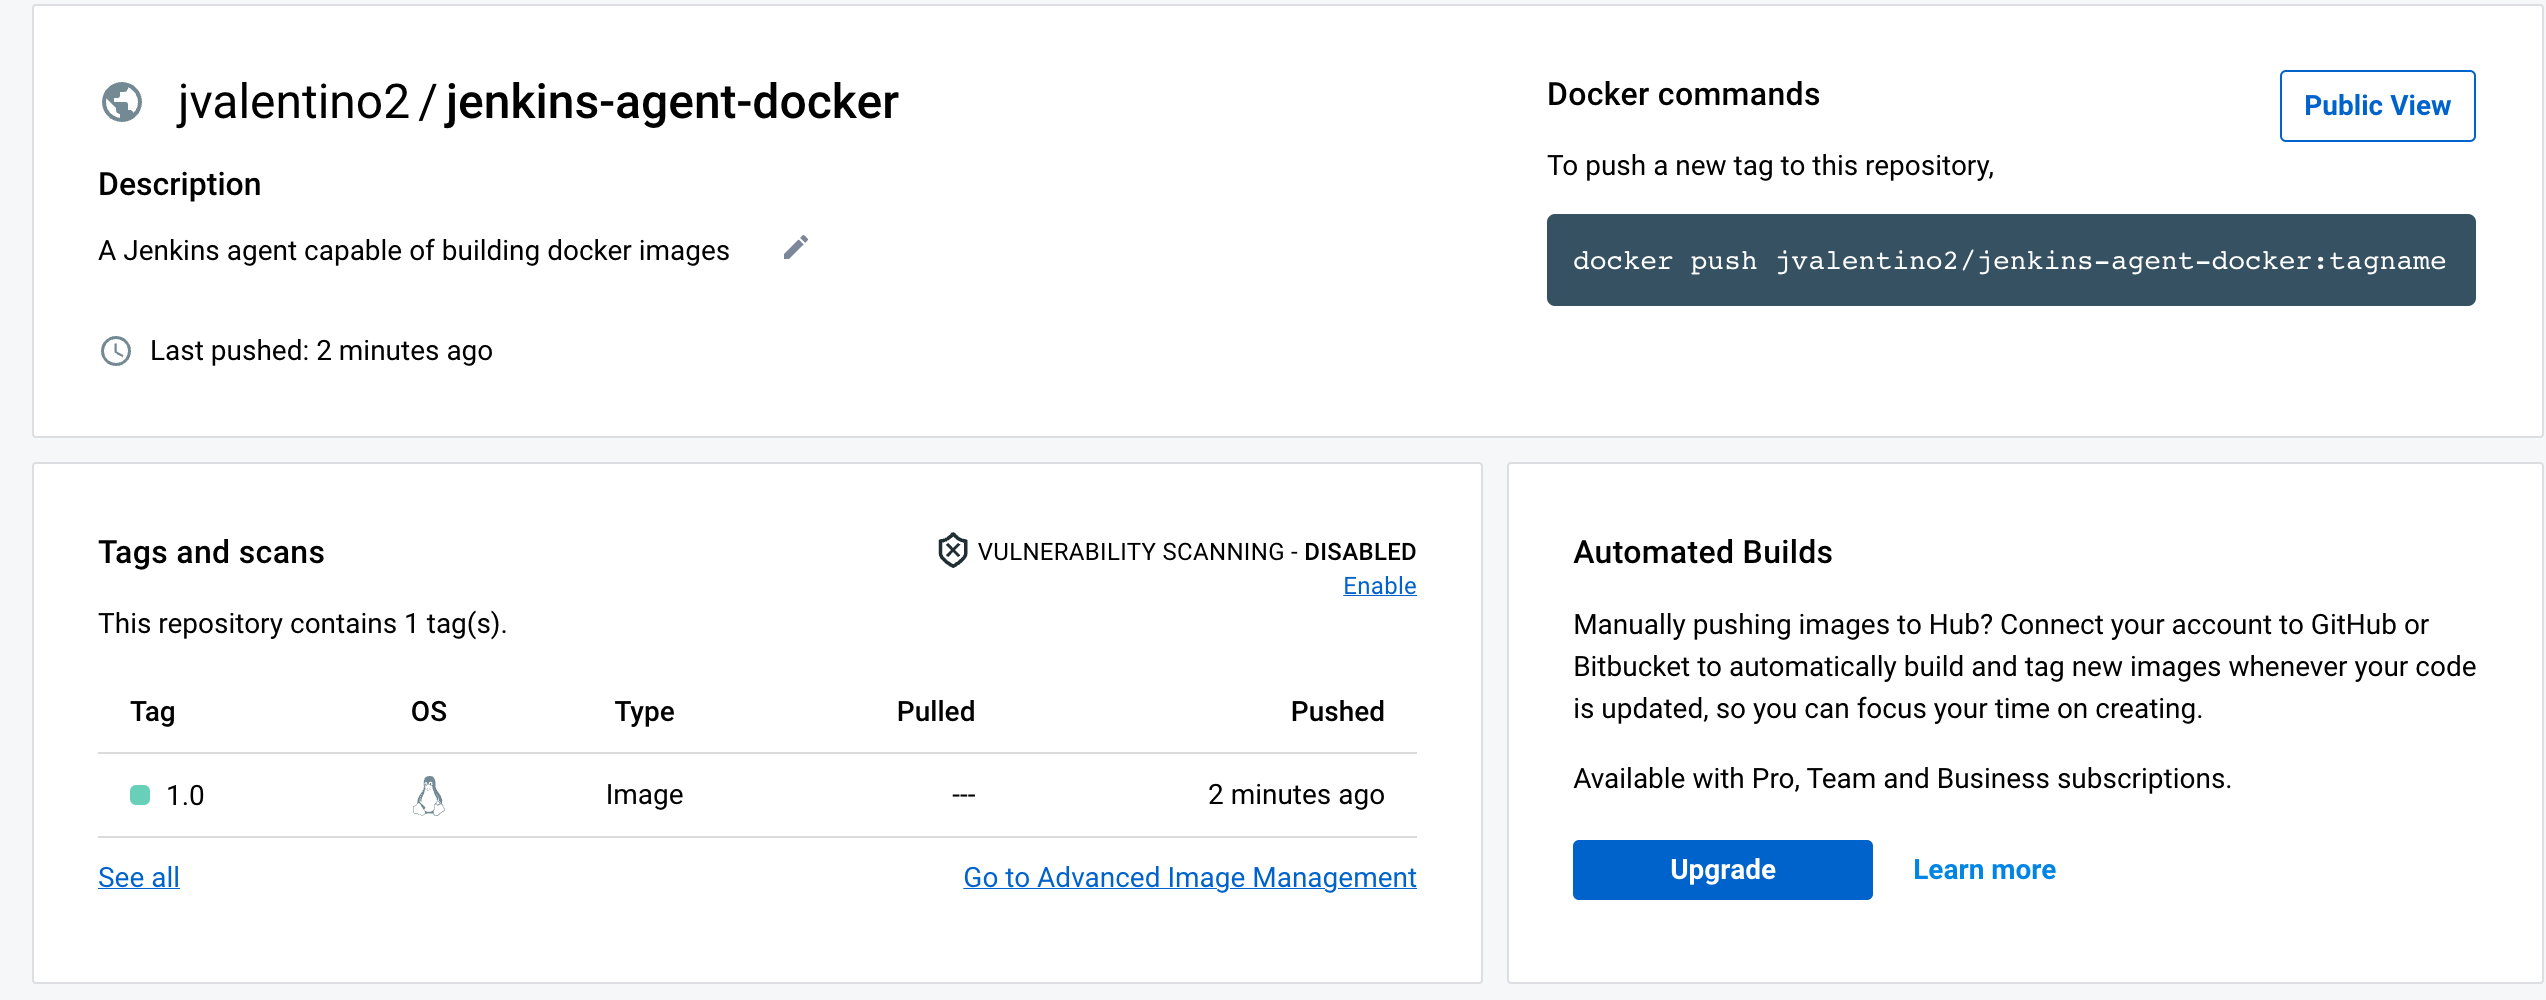 jvalentino2 / jenkins-agent-docker
Description
A Jenkins agent capable of building docker images
Last pushed: 2 minutes ago
Docker commands
Public View
To push a new tag to this repository,
docker push jvalentino2/jenkins-agent-docker:tagname
Tags and scans
VULNERABILITY SCANNING - DISABLED
Enable
This repository contains 1 tag(s).
Tag OS Type Pulled Pushed
1.0 Image --- 2 minutes ago
See all
Go to Advanced Image Management
Automated Builds
Manually pushing images to Hub? Connect your account to GitHub or
Bitbucket to automatically build and tag new images whenever your code
is updated, so you can focus your time on creating.
Available with Pro, Team and Business subscriptions.
Upgrade
Learn more